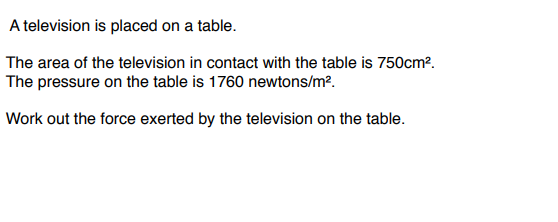 A television is placed on a table.
The area of the television in contact with the table is 750cm².
The pressure on the table is 1760 newtons/m².
Work out the force exerted by the television on the table.